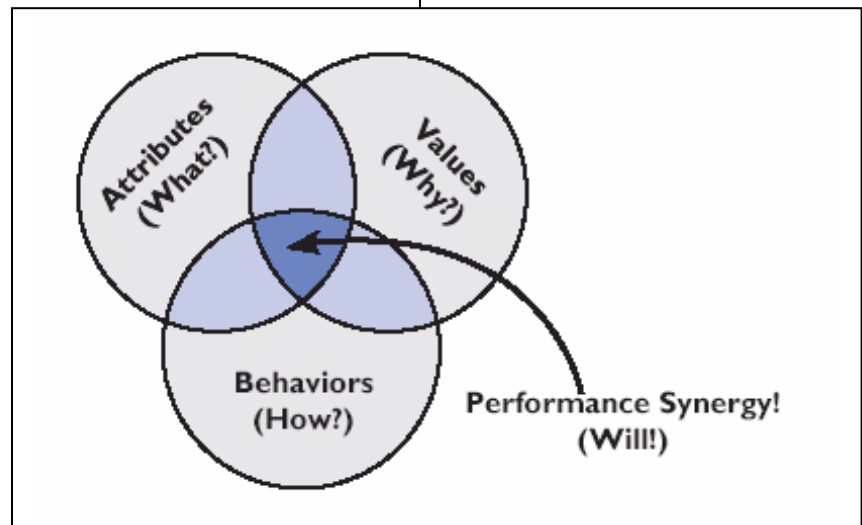 Attributes
(What?)
Values
(Why?)
Behaviors
(How?)
Performance Synergy!
(Will!)